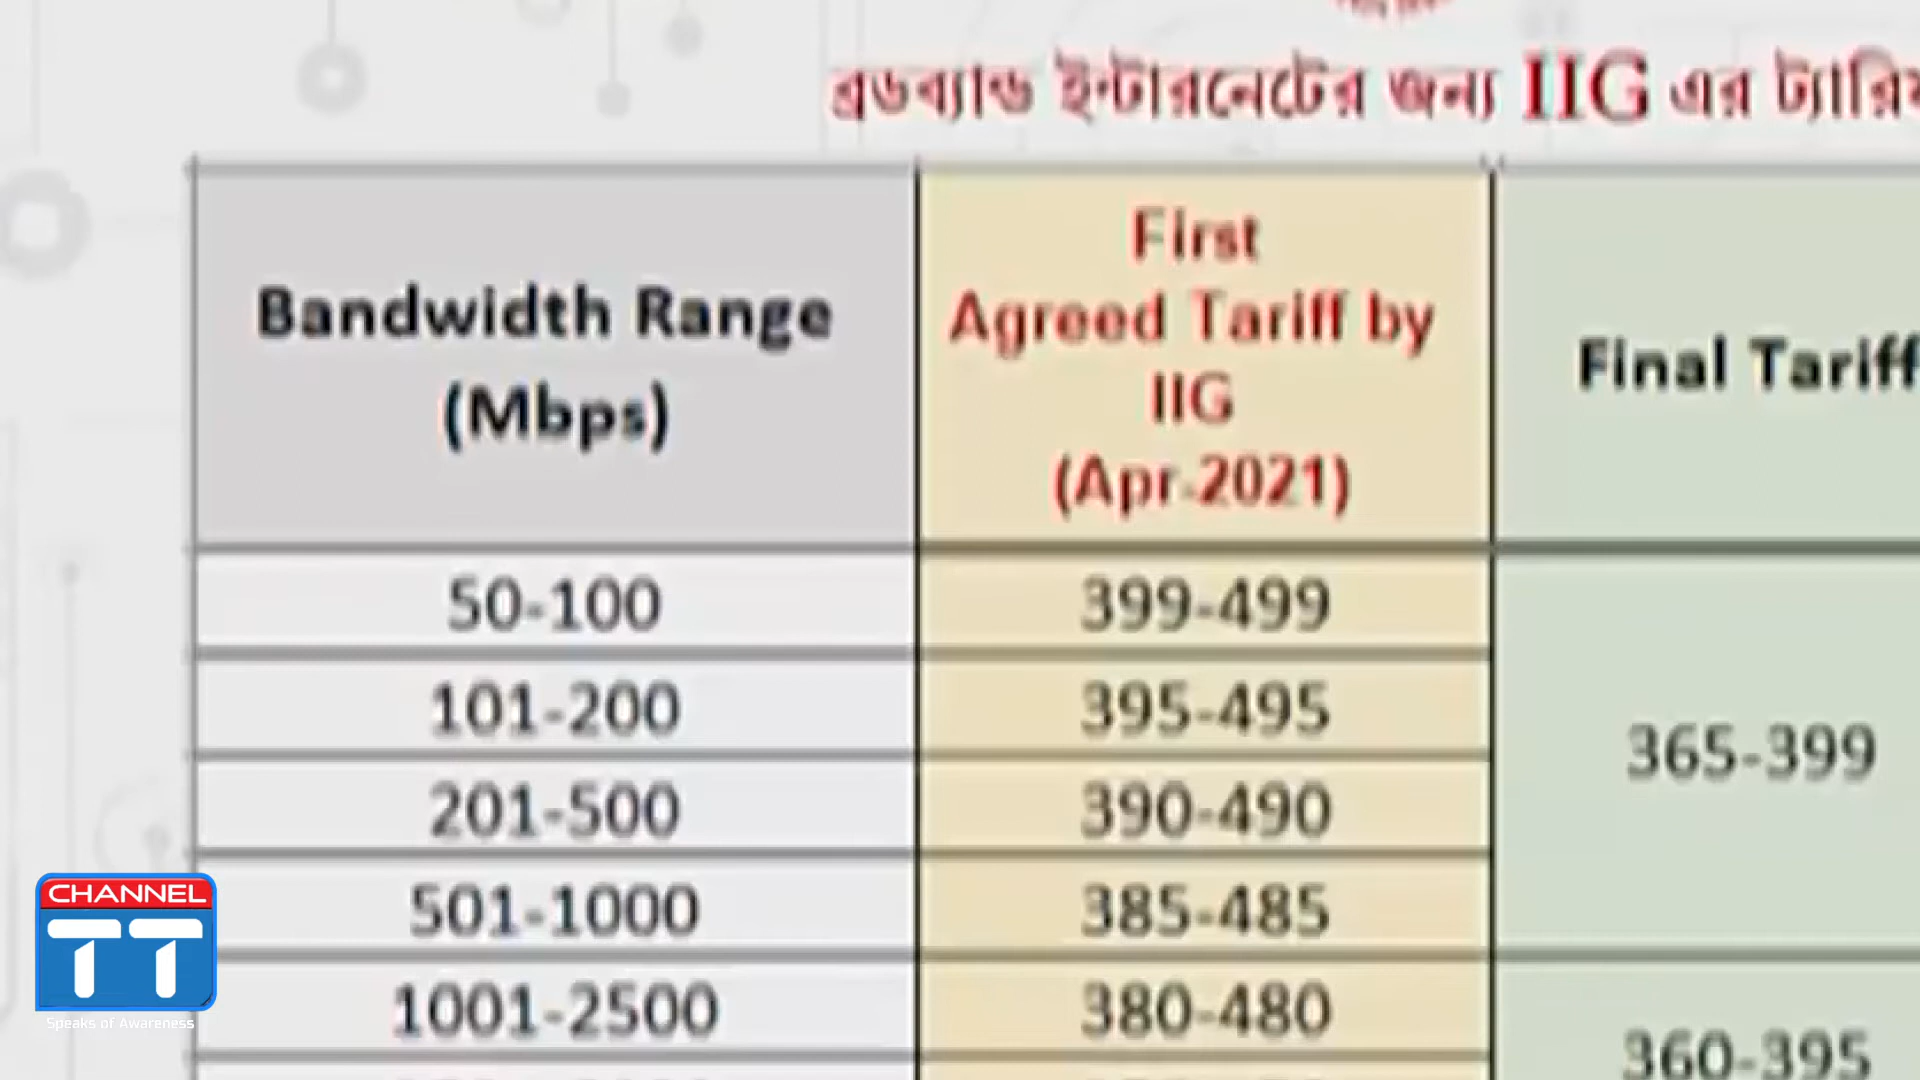 ব্রডব্যান্ড ইন্টারনেটের জন্য IIG এর
Bandwidth Range
(Mbps)
First
Agreed Tariff by
IIG
(Apr-2021)
Final Tariff
50-100
399-499
101-200
395-495
365-399
201-500
390-490
501-1000
385-485
1001-2500
380-480
360-395
CHANNEL
TT
Speaks of Awareness